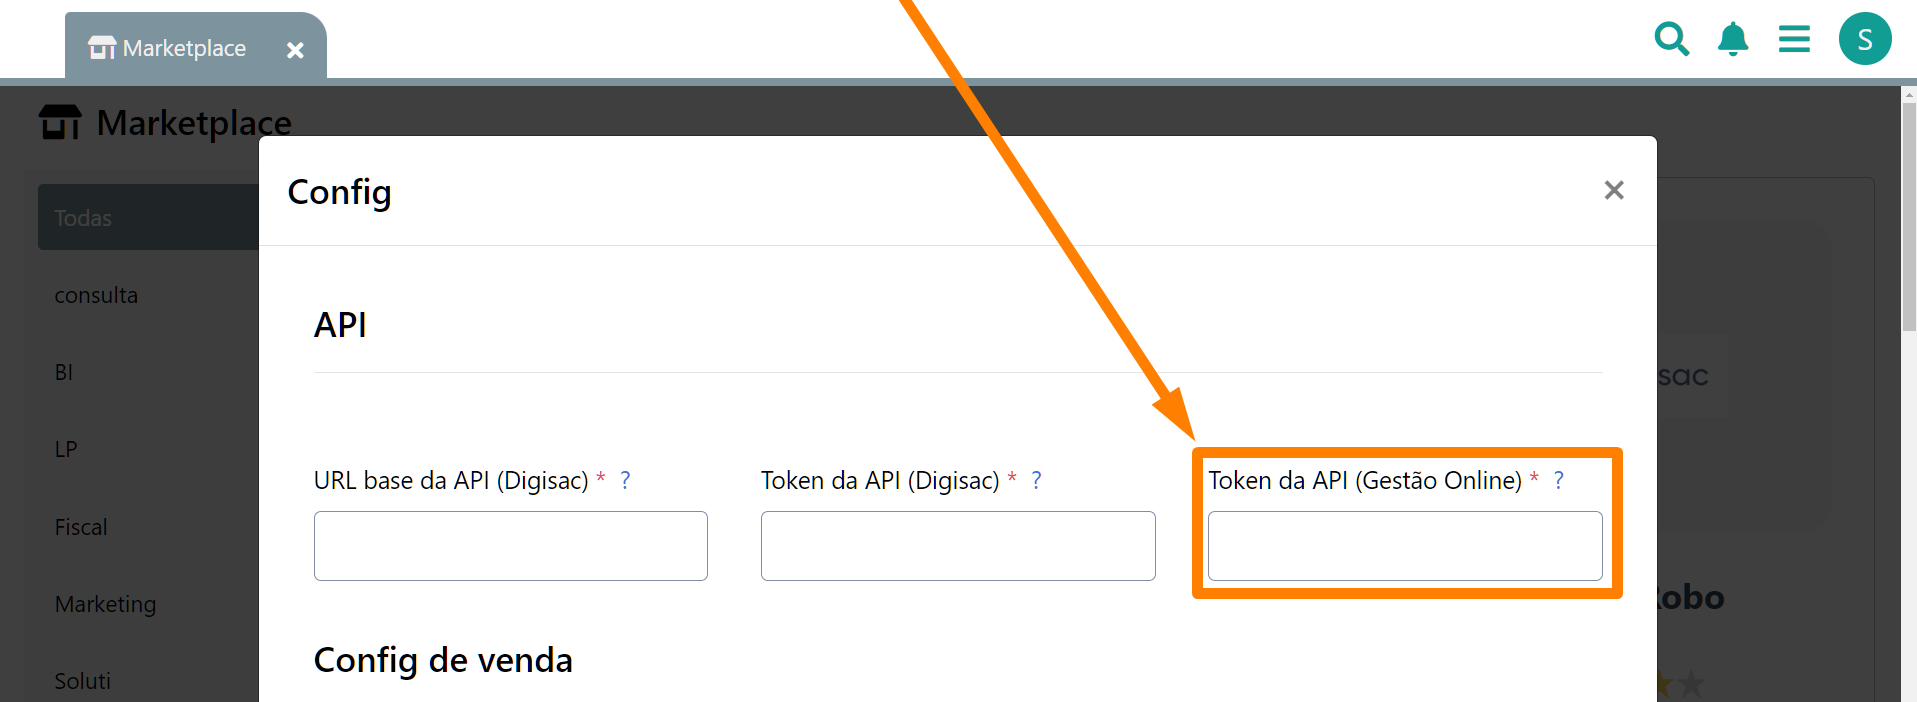 Marketplace
S
Marketplace
Config
Todas
consulta
BI
LP
Fiscal
Marketing
Soluti
API
URL base da API (Digisac) * ?
Token da API (Digisac) * ?
Token da API (Gestão Online) * ?
Config de venda
sac